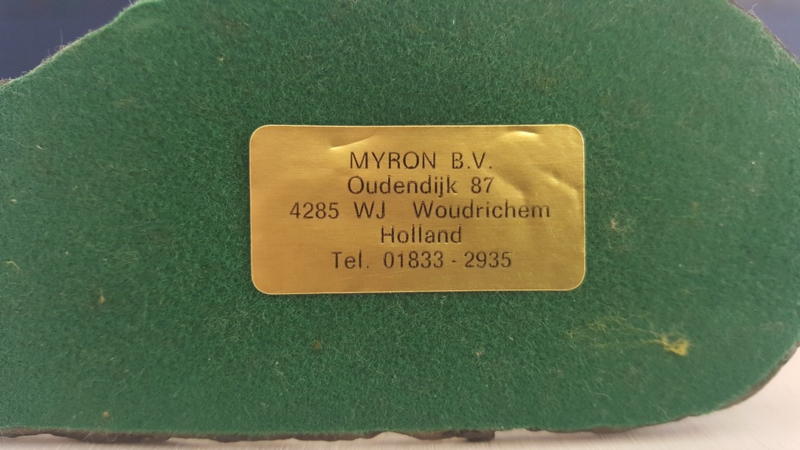 MYRON B.V.
Oudendijk 87
4285 WJ Woudrichem
Holland
Tel. 01833 - 2935